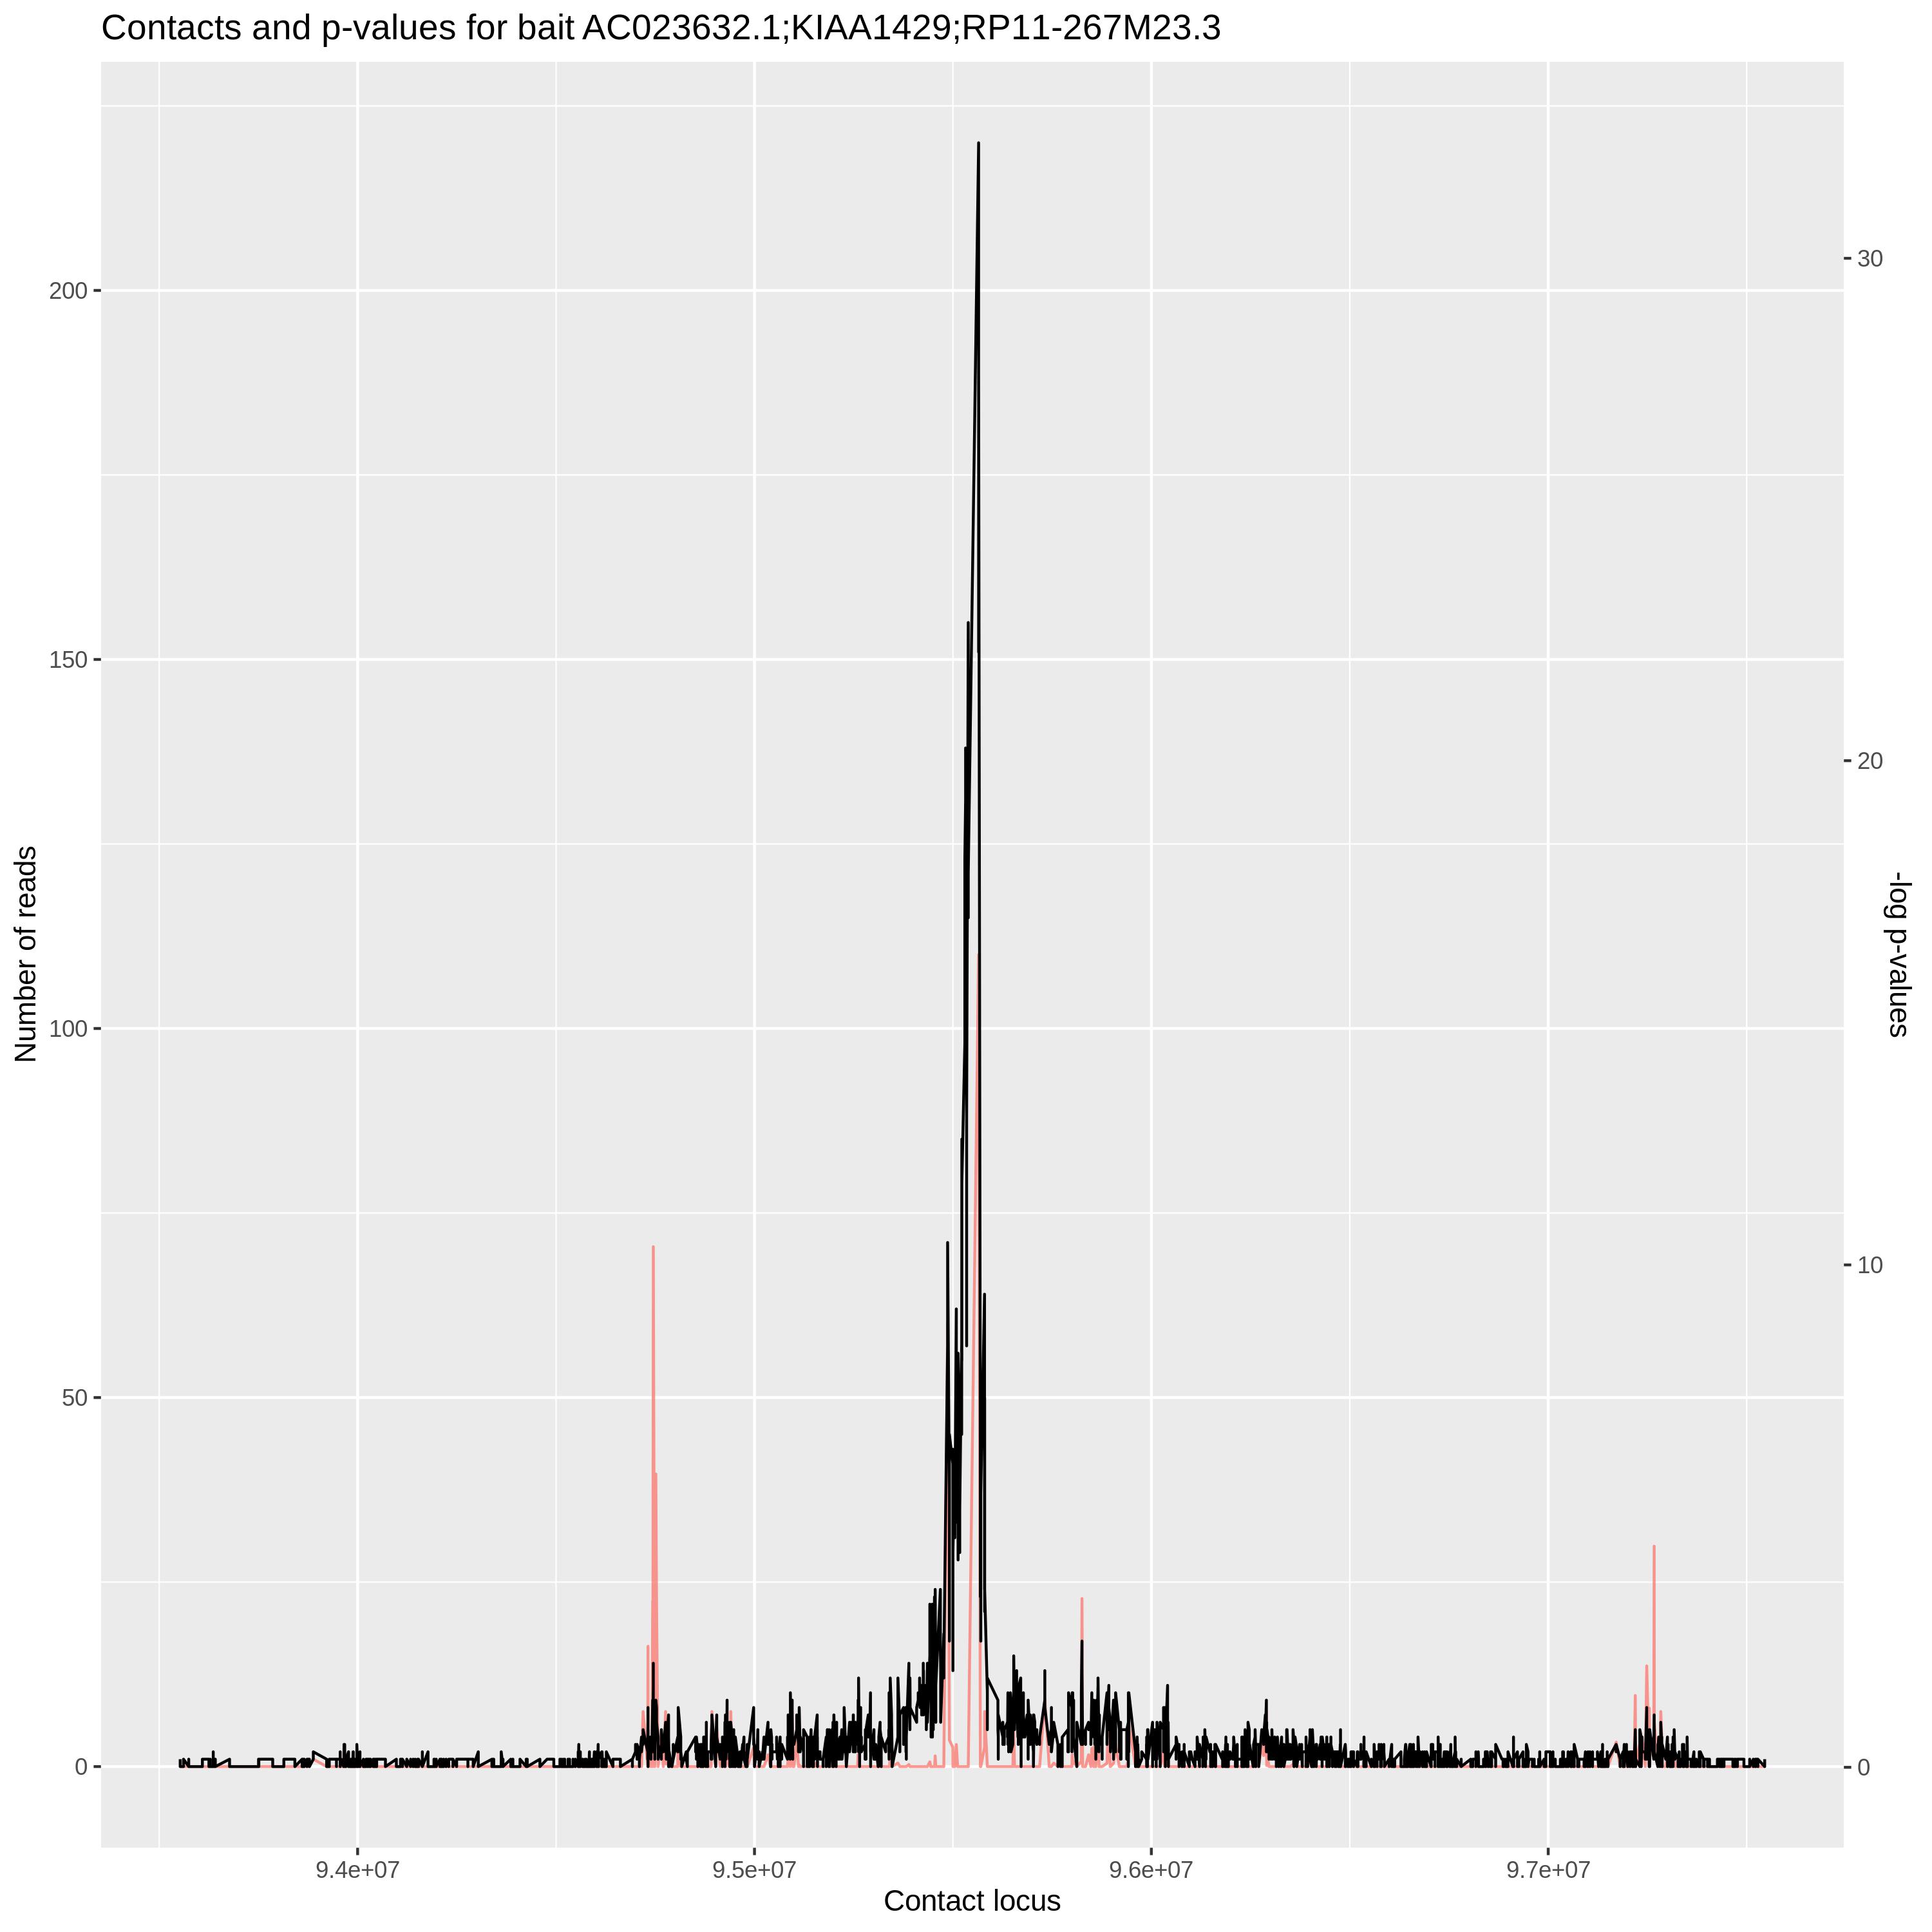 Contacts and p-values for bait AC023632.1;KIAA1429;RP11-267M23.3
Number of reads
200
150
100
50
0
30
20
10
0
-log p-values
9.4e+07
9.5e+07
9.6e+07
9.7e+07
Contact locus